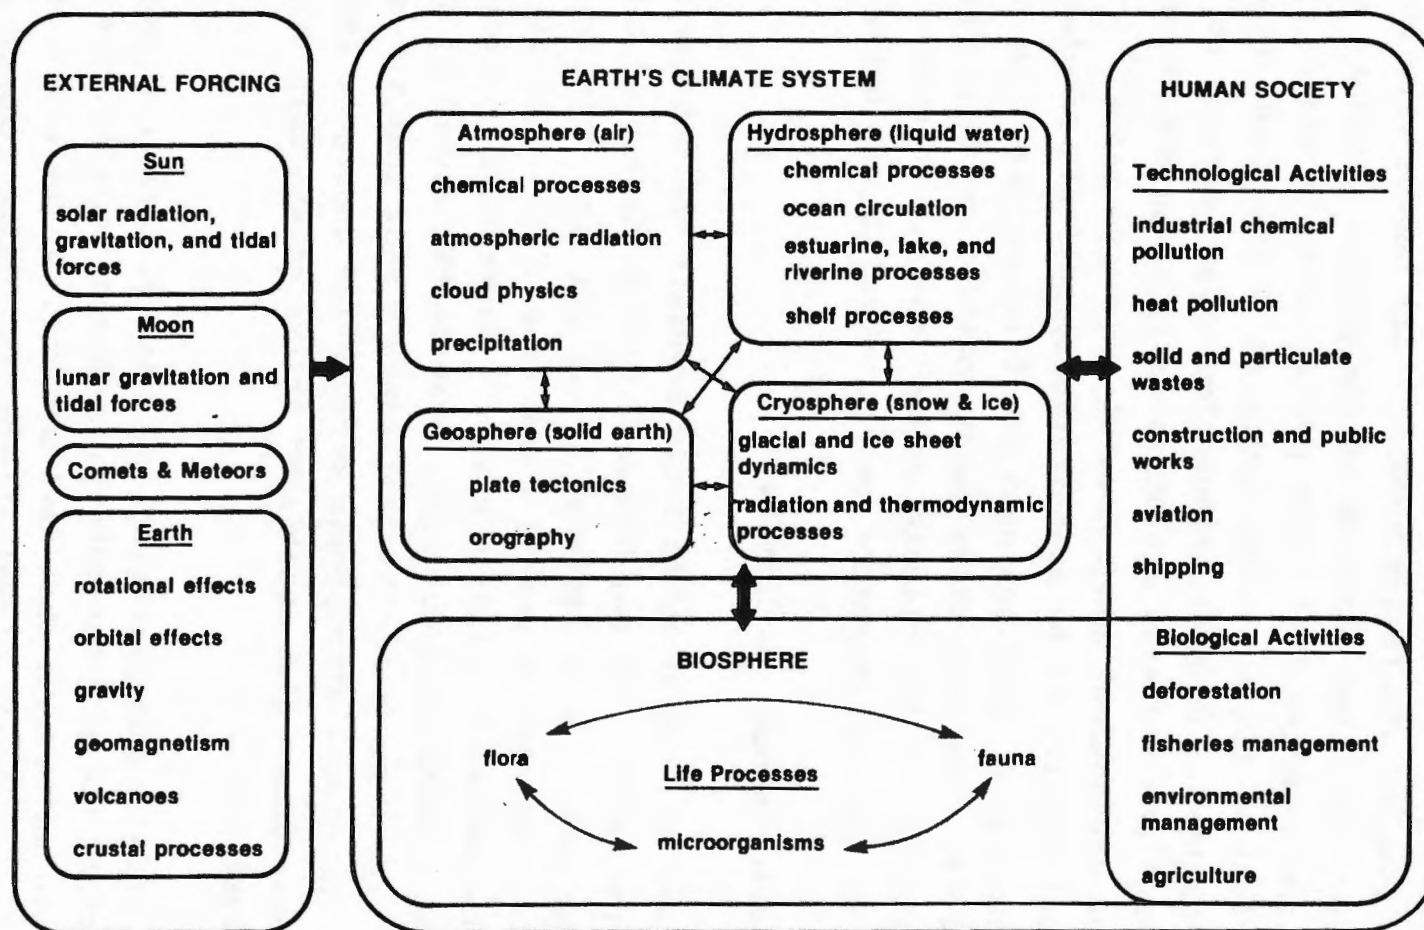 EXTERNAL FORCING
Sun
solar radiation,
gravitation, and tidal
forces
Moon
lunar gravitation and
tidal forces
Comets & Meteors
Earth
rotational effects
orbital effects
gravity
geomagnetism
volcanoes
crustal processes
EARTH'S CLIMATE SYSTEM
Atmosphere (air)
chemical processes
atmospheric radiation
cloud physics
precipitation
Hydrosphere (liquid water)
chemical processes
ocean circulation
estuarine, lake, and
riverine processes
shelf processes
Geosphere (solid earth)
plate tectonics
orography
Cryosphere (snow & ice)
glacial and ice sheet
dynamics
radiation and thermodynamic
processes
BIOSPHERE
flora
fauna
Life Processes
microorganisms
HUMAN SOCIETY
Technological Activities
industrial chemical
pollution
heat pollution
solid and particulate
wastes
construction and public
works
aviation
shipping
Biological Activities
deforestation
fisheries management
environmental
management
agriculture